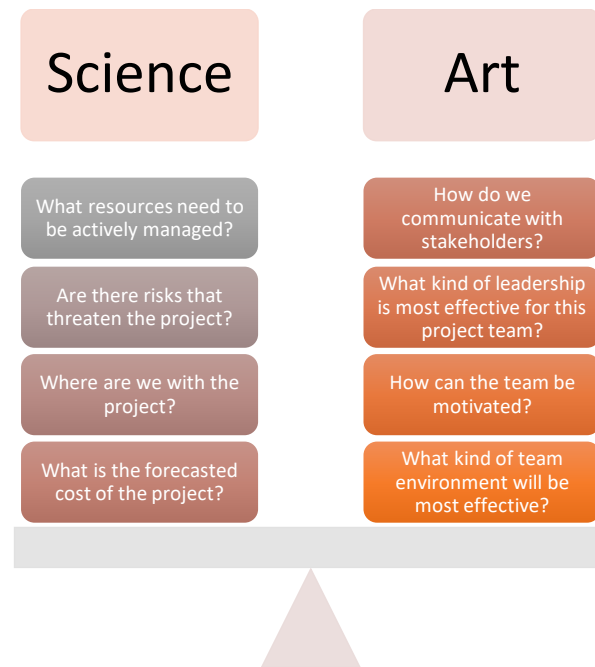 Science
Art
What resources need to
be actively managed?
Are there risks that
threaten the project?
Where are we with the
project?
What is the forecasted
cost of the project?
How do we
communicate with
stakeholders?
What kind of leadership
is most effective for this
project team?
How can the team be
motivated?
What kind of team
environment will be
most effective?